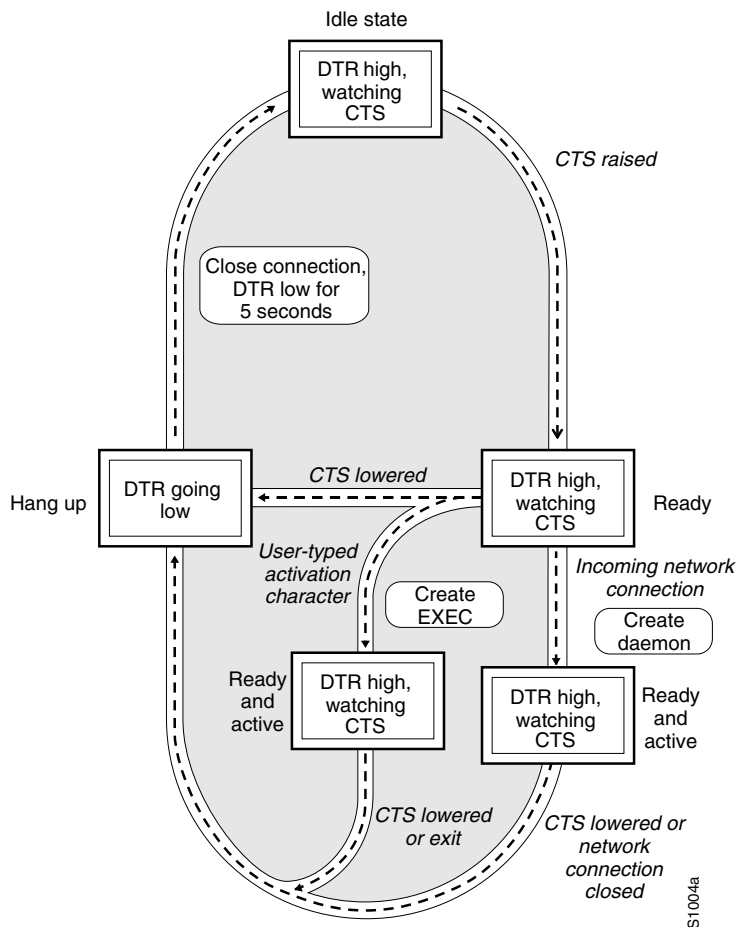 Idle state
DTR high,
watching
CTS
CTS raised
Close connection,
DTR low for
5 seconds
Hang up
DTR going
low
CTS lowered
DTR high,
watching
CTS
Ready
User-typed
activation
character
Create
EXEC
Incoming network
connection
Create
daemon
Ready
and
active
DTR high,
watching
CTS
DTR high,
watching
CTS
Ready
and
active
CTS lowered
or exit
CTS lowered or
network
connection
closed
S1004a